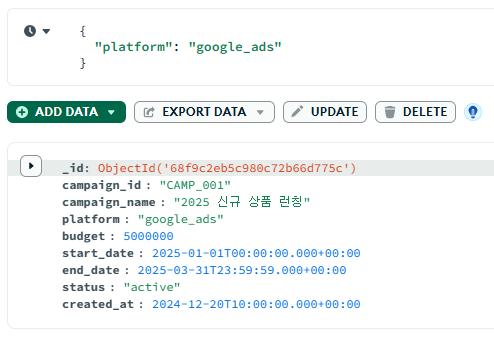 {
"platform": "google_ads"
}
ADD DATA EXPORT DATA UPDATE DELETE
_id: ObjectId('68f9c2eb5c980c72b66d775c')
campaign_id : "CAMP_001"
campaign_name : "2025 신규 상품 런칭"
platform : "google_ads"
budget : 5000000
start_date : 2025-01-01T00:00:00.000+00:00
end_date : 2025-03-31T23:59:59.000+00:00
status : "active"
created_at : 2024-12-20T10:00:00.000+00:00